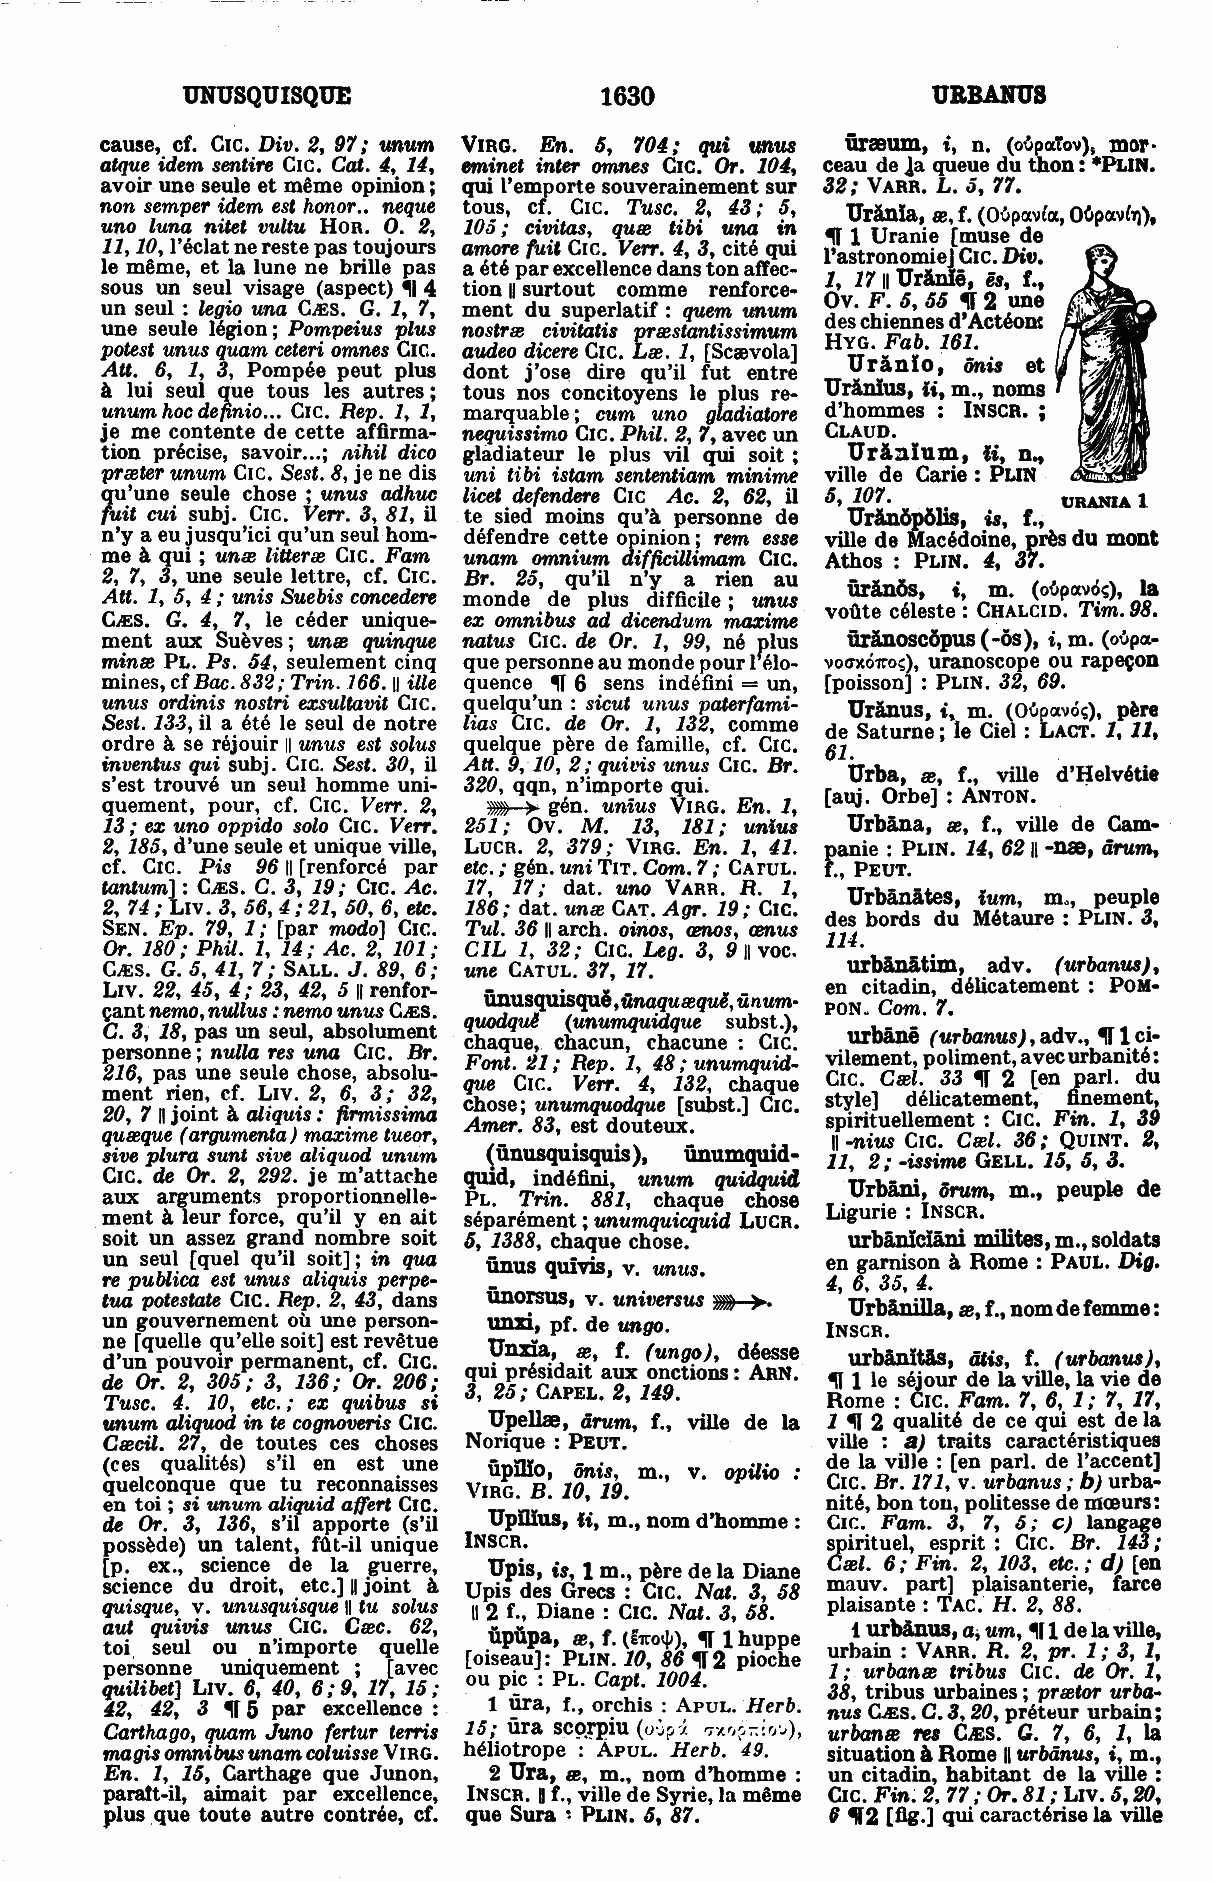 UNUSQUISQUE 1630 URBANUS
cause, cf. CIC. Div. 2, 97 ; unum
atque idem sentire CIC. Cat. 4, 14,
avoir une seule et même opinion ;
non semper idem est honor.. neque
uno luna nitet vultu HOR. O. 2,
11, 10, l'éclat ne reste pas toujours
le même, et la lune ne brille pas
sous un seul visage (aspect) ¶ 4
un seul : legio una CÆS. G. 1, 7,
une seule légion ; Pompeius plus
potest unus quam ceteri omnes CIC.
Att. 6, 1, 3, Pompée peut plus
à lui seul que tous les autres ;
unum hoc definio... CIC. Rep. 1, 1,
je me contente de cette affirma-
tion précise, savoir...; nihil dico
præter unum CIC. Sest. 8, je ne dis
qu'une seule chose ; unus adhuc
fuit cui subj. CIC. Verr. 3, 81, il
n'y a eu jusqu'ici qu'un seul hom-
me à qui ; unæ litteræ CIC. Fam
2, 7, 3, une seule lettre, cf. CIC.
Att. 1, 5, 4 ; unis Suebis concedere
CÆS. G. 4, 7, le céder unique-
ment aux Suèves ; unæ quinque
minæ PL. Ps. 54, seulement cinq
mines, cf Bac. 832 ; Trin. 166. || ille
unus ordinis nostri exsultavit CIC.
Sest. 133, il a été le seul de notre
ordre à se réjouir || unus est solus
inventus qui subj. CIC. Sest. 30, il
s'est trouvé un seul homme uni-
quement, pour, cf. CIC. Verr. 2,
13 ; ex uno oppido solo CIC. Verr.
2, 185, d'une seule et unique ville,
cf. CIC. Pis 96 || [renforcé par
tantum] : CÆS. C. 3, 19 ; CIC. Ac.
2, 74 ; LIV. 3, 56, 4 ; 21, 50, 6, etc.
SEN. Ep. 79, 1 ; [par modo] CIC.
Or. 180 ; Phil. 1, 14 ; Ac. 2, 101 ;
CÆS. G. 5, 41, 7 ; SALL. J. 89, 6 ;
LIV. 22, 45, 4 ; 23, 42, 5 || renfor-
çant nemo, nullus : nemo unus CÆS.
C. 3, 18, pas un seul, absolument
personne ; nulla res una CIC. Br.
216, pas une seule chose, absolu-
ment rien, cf. LIV. 2, 6, 3 ; 32,
20, 7 || joint à aliquis : firmissima
quæque (argumenta) maxime tueor,
sive plura sunt sive aliquod unum
CIC. de Or. 2, 292. je m'attache
aux arguments proportionnelle-
ment à leur force, qu'il y en ait
soit un assez grand nombre soit
un seul [quel qu'il soit] ; in qua
re publica est unus aliquis perpe-
tua potestate CIC. Rep. 2, 43, dans
un gouvernement où une person-
ne [quelle qu'elle soit] est revêtue
d'un pouvoir permanent, cf. CIC.
de Or. 2, 305 ; 3, 136 ; Or. 206 ;
Tusc. 4. 10, etc. ; ex quibus si
unum aliquod in te cognoveris CIC.
Cæcil. 27, de toutes ces choses
(ces qualités) s'il en est une
quelconque que tu reconnaisses
en toi ; si unum aliquid affert CIC.
de Or. 3, 136, s'il apporte (s'il
possède) un talent, fût-il unique
[p. ex., science de la guerre,
science du droit, etc.] || joint à
quisque, v. unusquisque || tu solus
aut quivis unus CIC. Cæc. 62,
toi seul ou n'importe quelle
personne uniquement ; [avec
quilibet] LIV. 6, 40, 6 ; 9, 17, 15 ;
42, 42, 3 ¶ 5 par excellence :
Carthago, quam Juno fertur terris
magis omnibus unam coluisse VIRG.
En. 1, 15, Carthage que Junon,
paraît-il, aimait par excellence,
plus que toute autre contrée, cf.
VIRG. En. 5, 704 ; qui unus
eminet inter omnes CIC. Or. 104,
qui l'emporte souverainement sur
tous, cf. CIC. Tusc. 2, 43 ; 5,
105 ; civitas, quæ tibi una in
amore fuit CIC. Verr. 4, 3, cité qui
a été par excellence dans ton affec-
tion || surtout comme renforce-
ment du superlatif : quem unum
nostræ civitatis præstantissimum
audeo dicere CIC. Læ. 1, [Scævola]
dont j'ose dire qu'il fut entre
tous nos concitoyens le plus re-
marquable ; cum uno gladiatore
nequissimo CIC. Phil. 2, 7, avec un
gladiateur le plus vil qui soit ;
uni tibi istam sententiam minime
licet defendere CIC Ac. 2, 62, il
te sied moins qu'à personne de
défendre cette opinion ; rem esse
unam omnium difficillimam CIC.
Br. 25, qu'il n'y a rien au
monde de plus difficile ; unus
ex omnibus ad dicendum maxime
natus CIC. de Or. 1, 99, né plus
que personne au monde pour l'élo-
quence ¶ 6 sens indéfini = un,
quelqu'un : sicut unus paterfami-
lias CIC. de Or. 1, 132, comme
quelque père de famille, cf. CIC.
Att. 9, 10, 2 ; quivis unus CIC. Br.
320, qqn, n'importe qui.
gén. unīus VIRG. En. 1,
251 ; OV. M. 13, 181 ; unĭus
LUCR. 2, 379 ; VIRG. En. 1, 41.
etc. ; gén. uni TIT. Com. 7 ; CATUL.
17, 17 ; dat. uno VARR. R. 1,
186 ; dat. unæ CAT. Agr. 19 ; CIC.
Tul. 36 || arch. oinos, œnos, œnus
CIL 1, 32 ; CIC. Leg. 3, 9 || voc.
une CATUL. 37, 17.
ūnusquisquĕ, ūnaquæquĕ, ūnum-
quodquĕ (unumquidque subst.),
chaque, chacun, chacune : CIC.
Font. 21 ; Rep. 1, 48 ; unumquid-
que CIC. Verr. 4, 132, chaque
chose ; unumquodque [subst.] CIC.
Amer. 83, est douteux.
(ūnusquisquis), ūnumquid-
quid, indéfini, unum quidquid
PL. Trin. 881, chaque chose
séparément ; unumquicquid LUCR.
5, 1388, chaque chose.
ūnus quivis, v. unus.
ūnorsus, v. universus.
unxi, pf. de ungo.
Unxĭa, æ, f. (ungo), déesse
qui présidait aux onctions : ARN.
3, 25 ; CAPEL. 2, 149.
Upellæ, ārum, f., ville de la
Norique : PEUT.
ūpĭlĭo, ōnis, m., v. opilio :
VIRG. B. 10, 19.
Upĭlĭus, ĭi, m., nom d'homme :
INSCR.
Upis, is, 1 m., père de la Diane
Upis des Grecs : CIC. Nat. 3, 58
|| 2 f., Diane : CIC. Nat. 3, 58.
ŭpŭpa, æ, f. (ἔποψ), ¶ 1 huppe
[oiseau] : PLIN. 10, 86 ¶ 2 pioche
ou pic : PL. Capt. 1004.
1 ūra, f., orchis : APUL. Herb.
15 ; ūra scorpiu (οὐρὰ σκορπίου),
héliotrope : APUL. Herb. 49.
2 Ura, æ, m., nom d'homme :
INSCR. || f., ville de Syrie, la même
que Sura : PLIN. 5, 87.
ūræum, i, n. (οὐραῖον), mor-
ceau de la queue du thon : *PLIN.
32 ; VARR. L. 5, 77.
Urănĭa, æ, f. (Οὐρανία, Οὐρανίη),
¶ 1 Uranie [muse de
l'astronomie] CIC. Div.
1, 17 || Urănĭē, ēs, f.,
OV. F. 5, 55 ¶ 2 une
des chiennes d'Actéon:
HYG. Fab. 161.
Urănĭo, ōnis et
Urănĭus, ĭi, m., noms
d'hommes : INSCR. ;
CLAUD.
Urănĭum, ĭi, n.,
ville de Carie : PLIN
5, 107.
URANIA 1
Urănŏpŏlis, is, f.,
ville de Macédoine, près du mont
Athos : PLIN. 4, 37.
ūrănŏs, i, m. (οὐρανός), la
voûte céleste : CHALCID. Tim. 98.
ūrănoscŏpus (-ŏs), i, m. (οὐρα-
νοσκόπος), uranoscope ou rapeçon
[poisson] : PLIN. 32, 69.
Urănus, i, m. (Οὐρανός), père
de Saturne ; le Ciel : LACT. 1, 11,
61.
Urba, æ, f., ville d'Helvétie
[auj. Orbe] : ANTON.
Urbāna, æ, f., ville de Cam-
panie : PLIN. 14, 62 || -næ, ārum,
f., PEUT.
Urbānātes, ĭum, m., peuple
des bords du Métaure : PLIN. 3,
114.
urbānātim, adv. (urbanus),
en citadin, délicatement : POM-
PON. Com. 7.
urbānē (urbanus), adv., ¶ 1 ci-
vilement, poliment, avec urbanité :
CIC. Cæl. 33 ¶ 2 [en parl. du
style] délicatement, finement,
spirituellement : CIC. Fin. 1, 39
|| -nius CIC. Cæl. 36 ; QUINT. 2,
11, 2 ; -issime GELL. 15, 5, 3.
Urbāni, ōrum, m., peuple de
Ligurie : INSCR.
urbānĭcĭāni milites, m., soldats
en garnison à Rome : PAUL. Dig.
4, 6, 35, 4.
Urbānilla, æ, f., nom de femme :
INSCR.
urbānĭtās, ātis, f. (urbanus),
¶ 1 le séjour de la ville, la vie de
Rome : CIC. Fam. 7, 6, 1 ; 7, 17,
1 ¶ 2 qualité de ce qui est de la
ville : a) traits caractéristiques
de la ville : [en parl. de l'accent]
CIC. Br. 171, v. urbanus ; b) urba-
nité, bon ton, politesse de mœurs :
CIC. Fam. 3, 7, 5 ; c) langage
spirituel, esprit : CIC. Br. 143 ;
Cæl. 6 ; Fin. 2, 103, etc. ; d) [en
mauv. part] plaisanterie, farce
plaisante : TAC. H. 2, 88.
1 urbānus, a, um, ¶ 1 de la ville,
urbain : VARR. R. 2, pr. 1 ; 3, 1,
1 ; urbanæ tribus CIC. de Or. 1,
38, tribus urbaines ; prætor urba-
nus CÆS. C. 3, 20, préteur urbain ;
urbanæ res CÆS. G. 7, 6, 1, la
situation à Rome || urbānus, i, m.,
un citadin, habitant de la ville :
CIC. Fin. 2, 77 ; Or. 81 ; LIV. 5, 20,
6 ¶ 2 [fig.] qui caractérise la ville